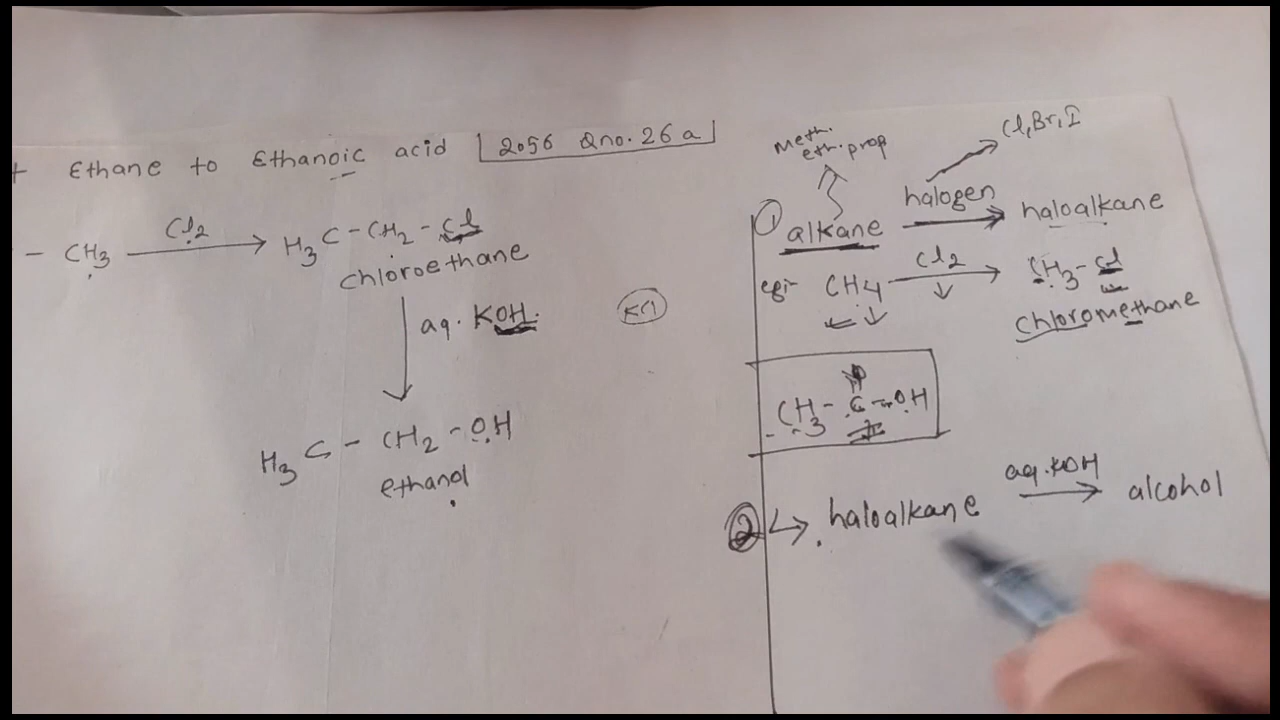 Ethane to Ethanoic acid 2056 Qno. 26 a
- CH3 Cl2 → H3C - CH2 - Cl
chloroethane
aq. KOH.
H3C - CH2 - OH
ethanol
Meth.
eth. prop
Cl, Br, I
① alkane halogen → haloalkane
eg:- CH4 Cl2 → CH3 - Cl
chloromethane
CH3 - C - OH
② ↳ haloalkane aq. KOH → alcohol